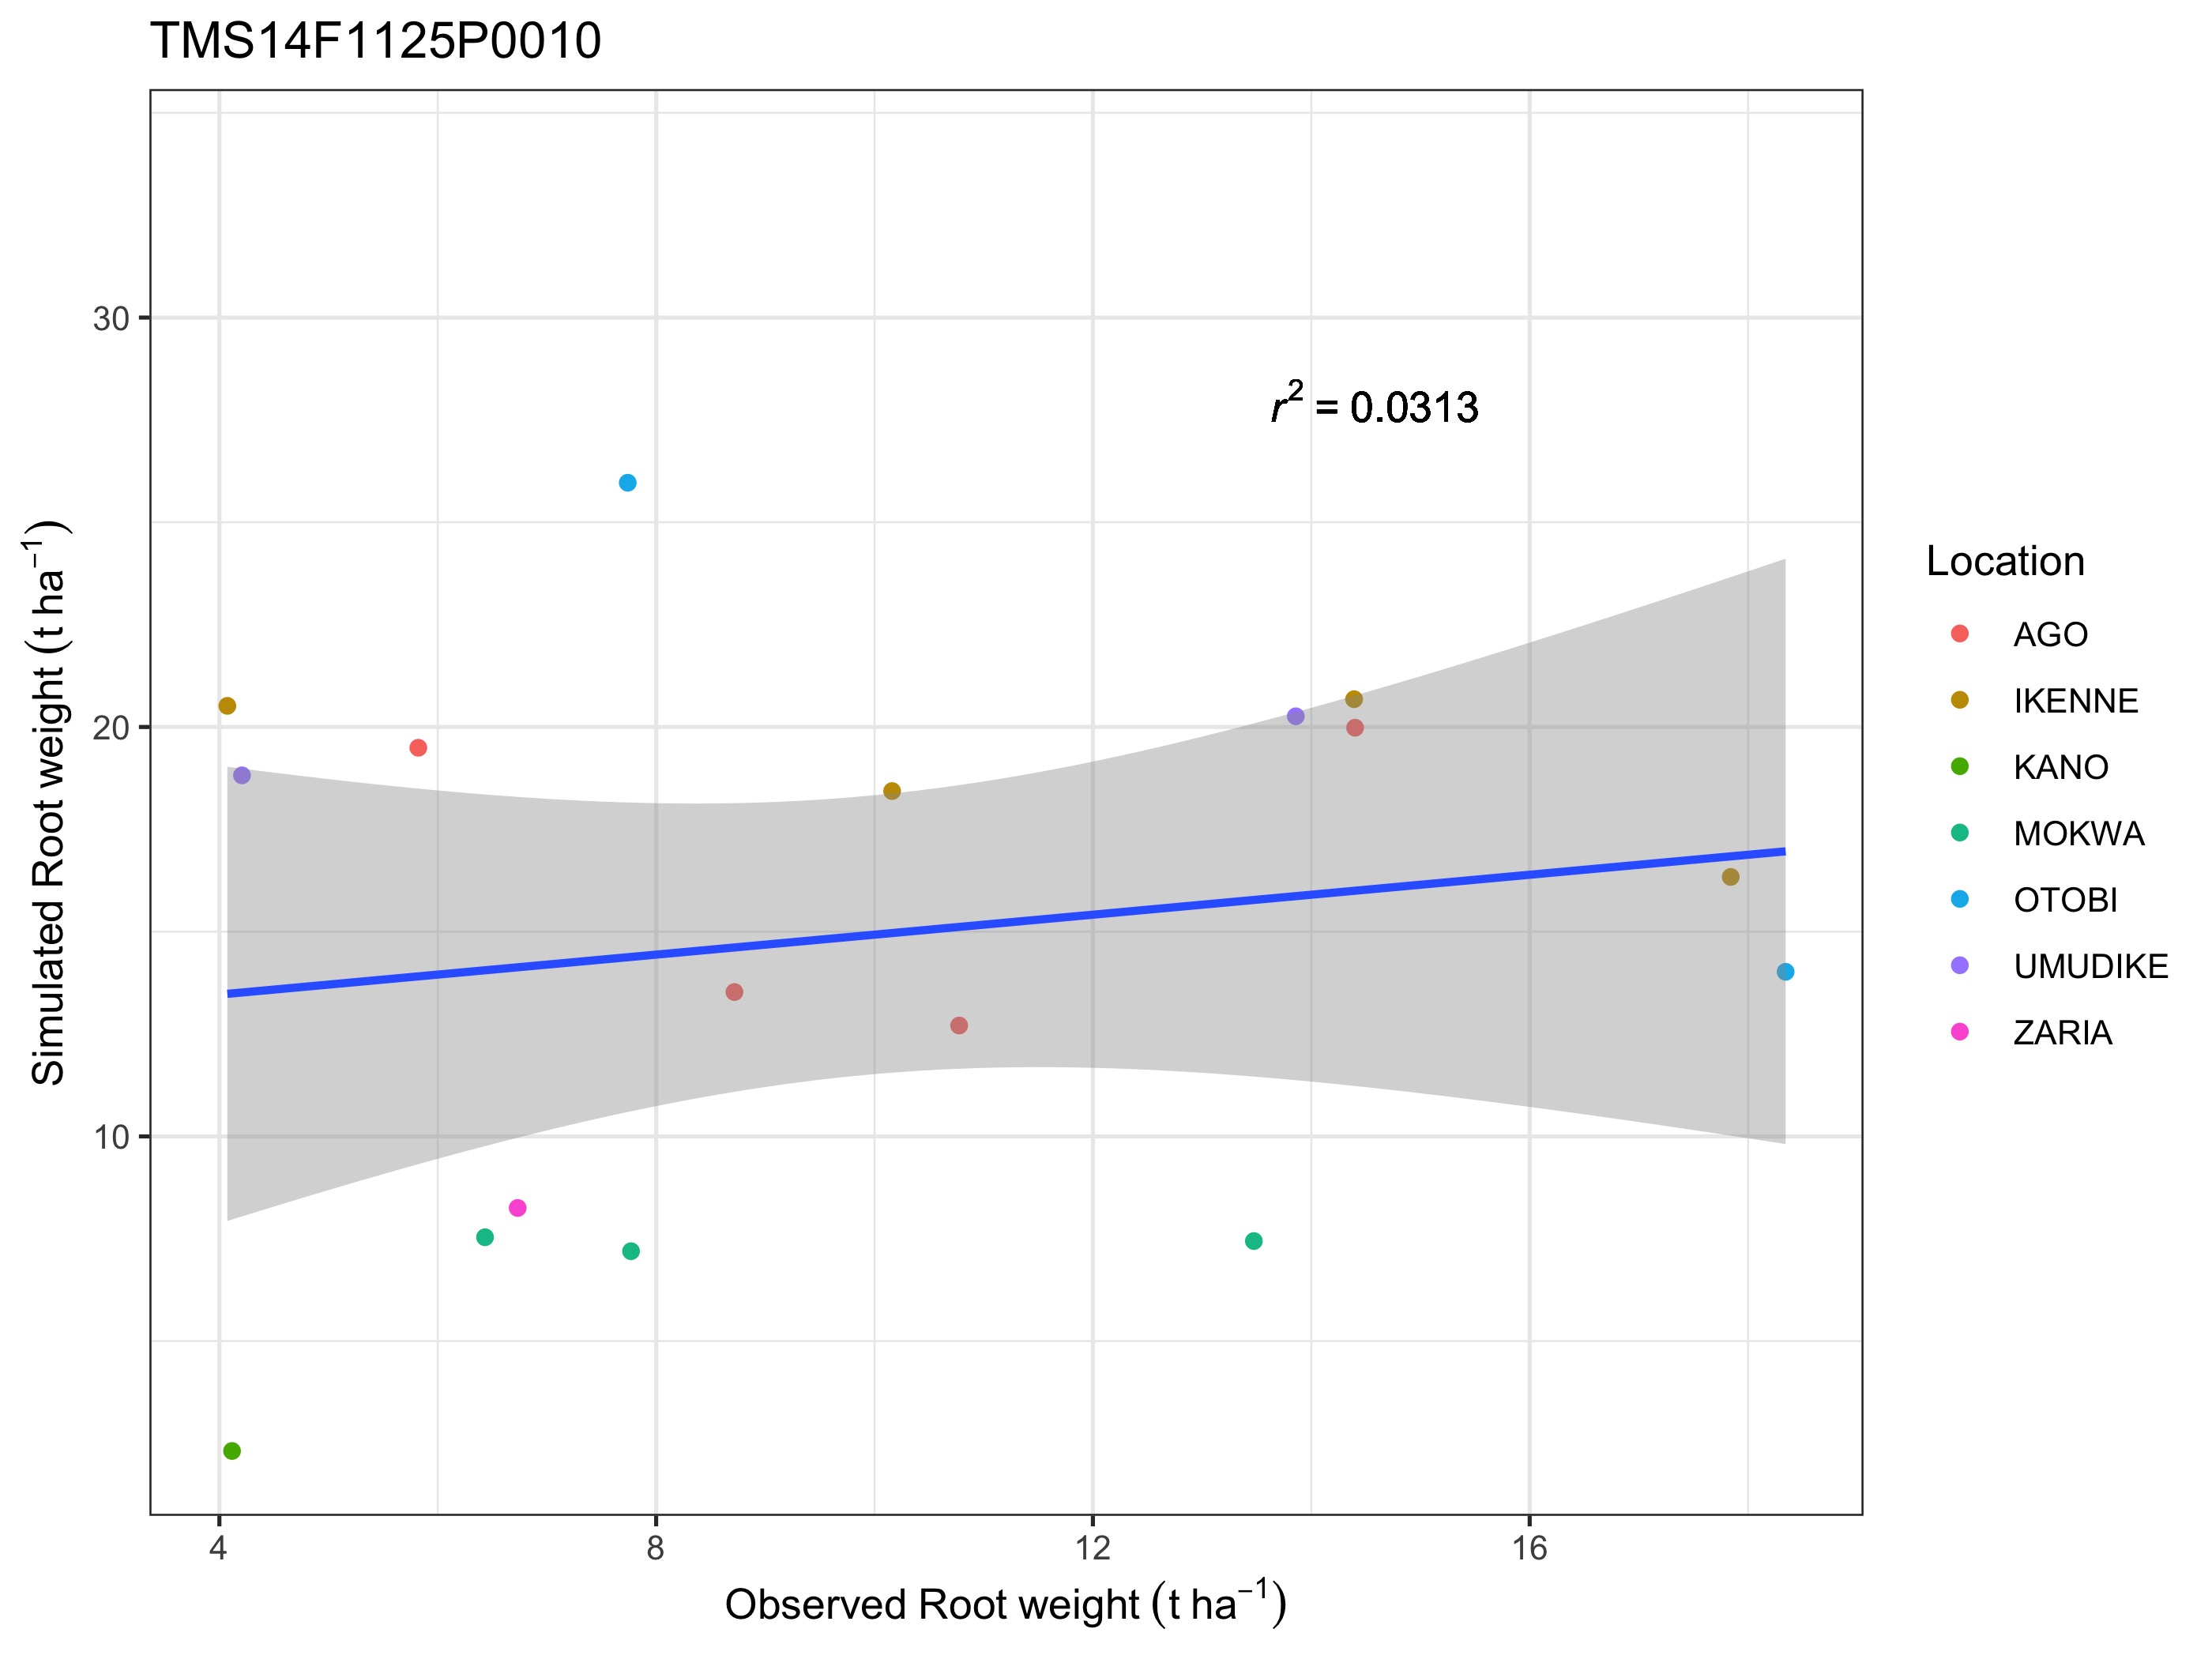 TMS14F1125P0010
30
20
10
Simulated Root weight (t ha⁻¹)
r² = 0.0313
4 8 12 16
Observed Root weight (t ha⁻¹)
Location
AGO
IKENNE
KANO
MOKWA
OTOBI
UMUDIKE
ZARIA